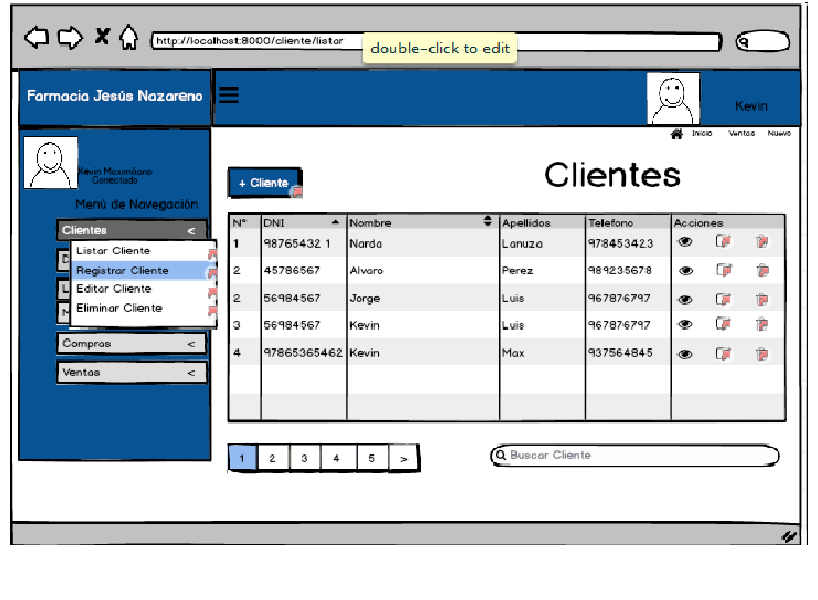 http://localhost:8000/cliente/listar
double-click to edit
Farmacia Jesús Nazareno
Kevin
Inicio Ventas Nuevo
Kevin Maximiliano
Conectado
Menú de Navegación
Clientes <
Listar Cliente
Registrar Cliente
Editar Cliente
Eliminar Cliente
Compras <
Ventas <
+ Cliente
Clientes
N° DNI Nombre Apellidos Telefono Acciones
1 98765432 1 Narda Lanuza 978453423
2 45786567 Alvaro Perez 989235678
2 56984567 Jorge Luis 967876797
3 56984567 Kevin Luis 967876797
4 97865365462 Kevin Max 937564845
1 2 3 4 5 >
Buscar Cliente